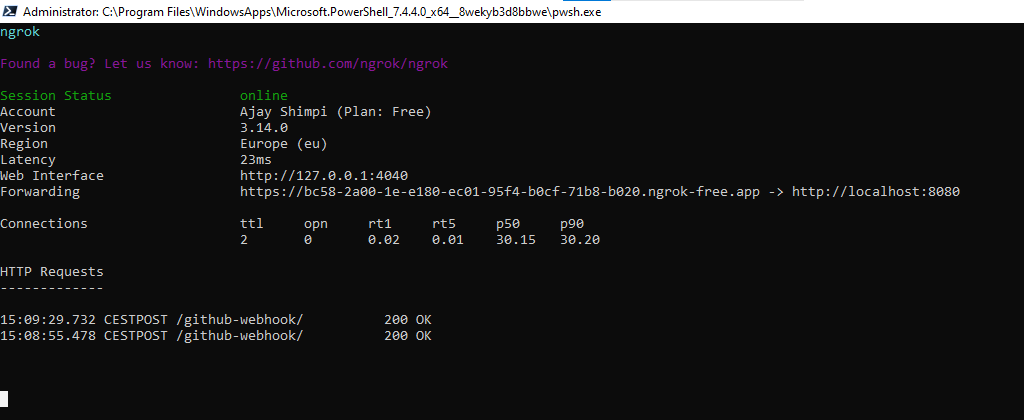 Administrator: C:\Program Files\WindowsApps\Microsoft.PowerShell_7.4.4.0_x64__8wekyb3d8bbwe\pwsh.exe
ngrok
Found a bug? Let us know: https://github.com/ngrok/ngrok
Session Status online
Account Ajay Shimpi (Plan: Free)
Version 3.14.0
Region Europe (eu)
Latency 23ms
Web Interface http://127.0.0.1:4040
Forwarding https://bc58-2a00-1e-e180-ec01-95f4-b0cf-71b8-b020.ngrok-free.app -> http://localhost:8080
Connections ttl opn rt1 rt5 p50 p90
2 0 0.02 0.01 30.15 30.20
HTTP Requests
-------------
15:09:29.732 CESTPOST /github-webhook/ 200 OK
15:08:55.478 CESTPOST /github-webhook/ 200 OK